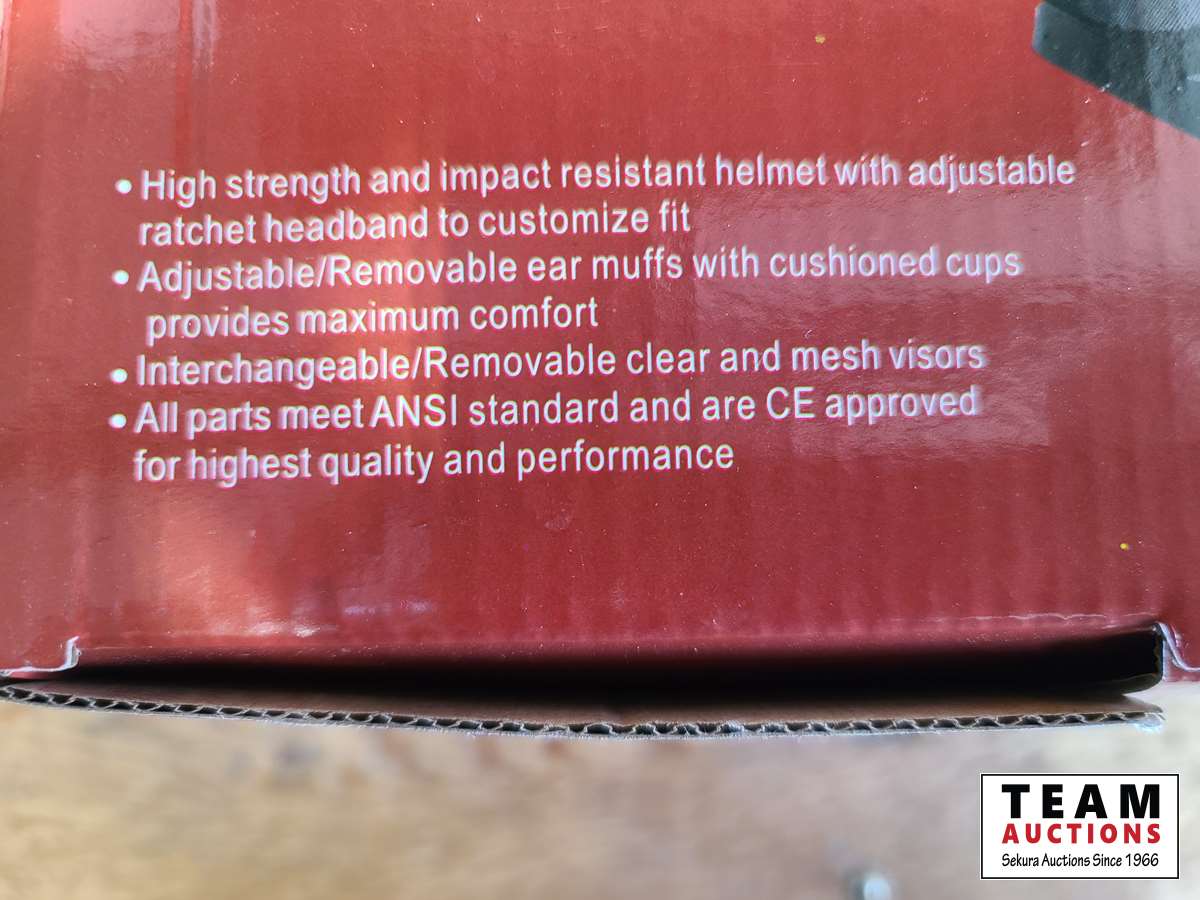 • High strength and impact resistant helmet with adjustable
ratchet headband to customize fit
• Adjustable/Removable ear muffs with cushioned cups
provides maximum comfort
• Interchangeable/Removable clear and mesh visors
• All parts meet ANSI standard and are CE approved
for highest quality and performance
TEAM
AUCTIONS
Sekura Auctions Since 1966